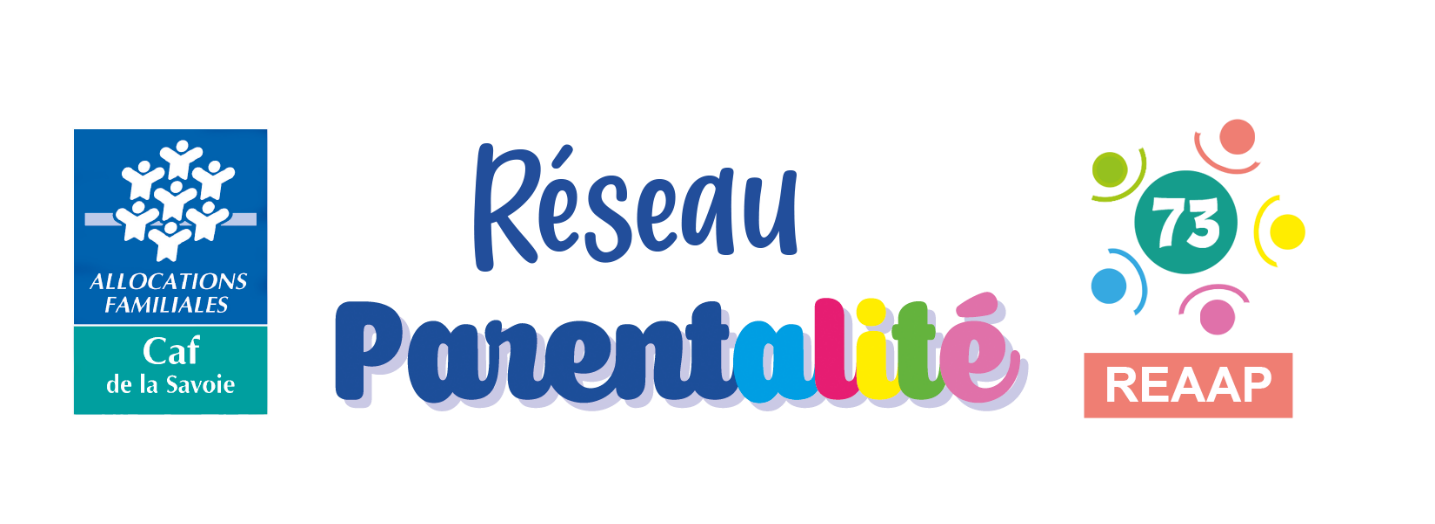 ALLOCATIONS
FAMILIALES
Caf
de la Savoie
Réseau
Parentalité
73
REAAP